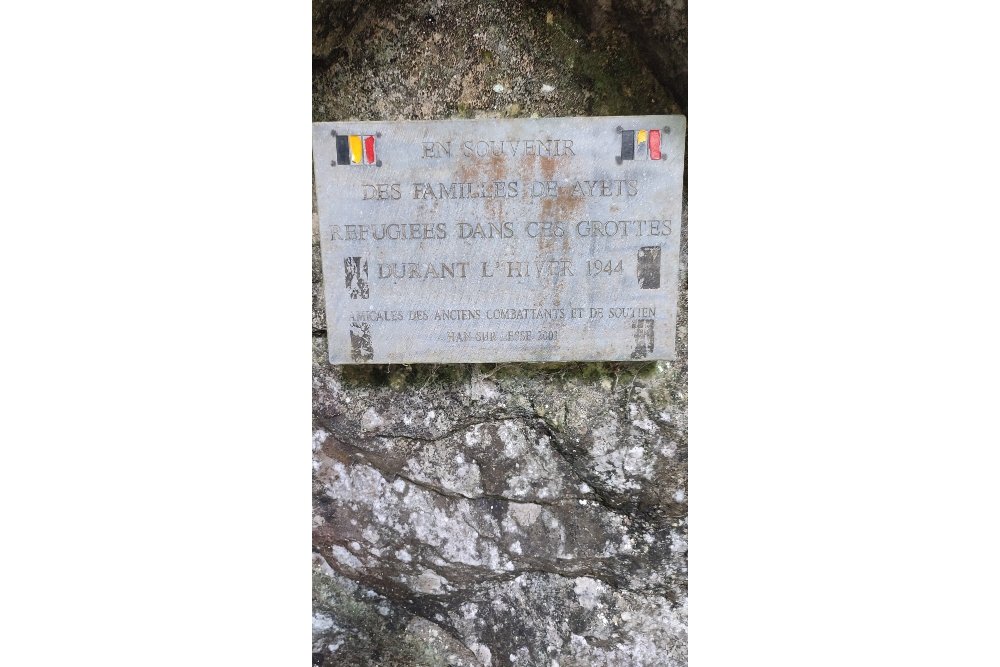 EN SOUVENIR
DES FAMILLES DE AYETS
REFUGIEES DANS CES GROTTES
DURANT L'HIVER 1944
AMICALES DES ANCIENS COMBATTANTS ET DE SOUTIEN
HAN SUR LESSE